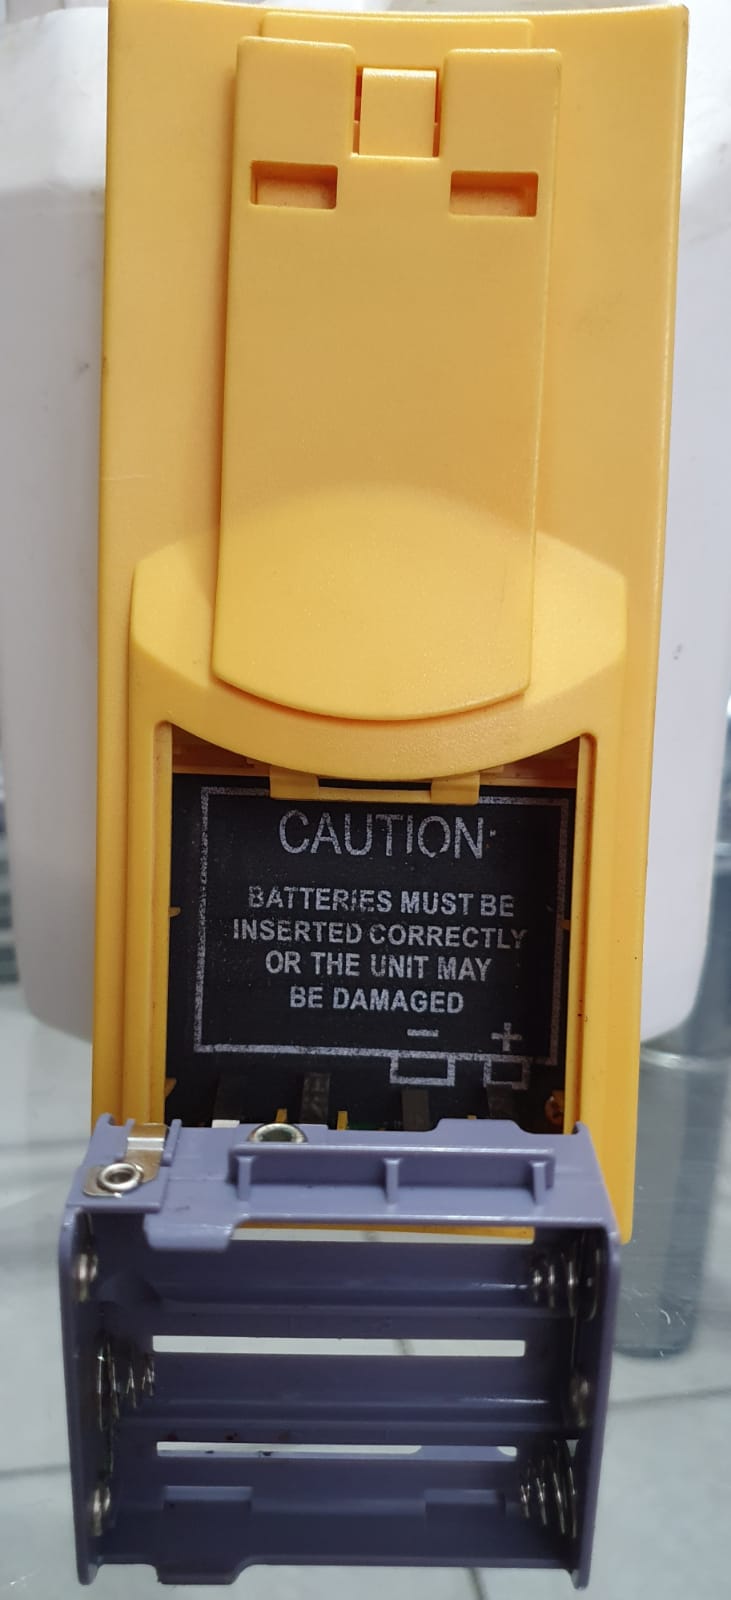 CAUTION:
BATTERIES MUST BE
INSERTED CORRECTLY
OR THE UNIT MAY
BE DAMAGED
− +